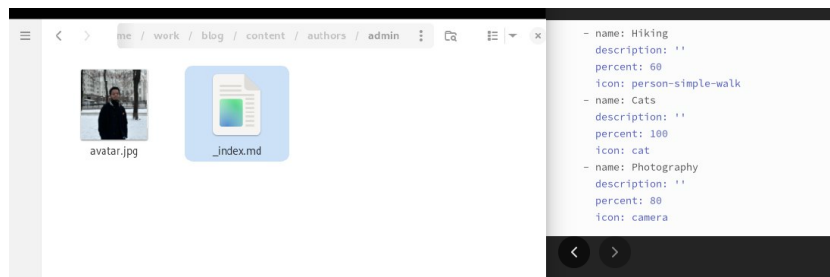 me / work / blog / content / authors / admin
avatar.jpg
_index.md
- name: Hiking
description: ''
percent: 60
icon: person-simple-walk
- name: Cats
description: ''
percent: 100
icon: cat
- name: Photography
description: ''
percent: 80
icon: camera